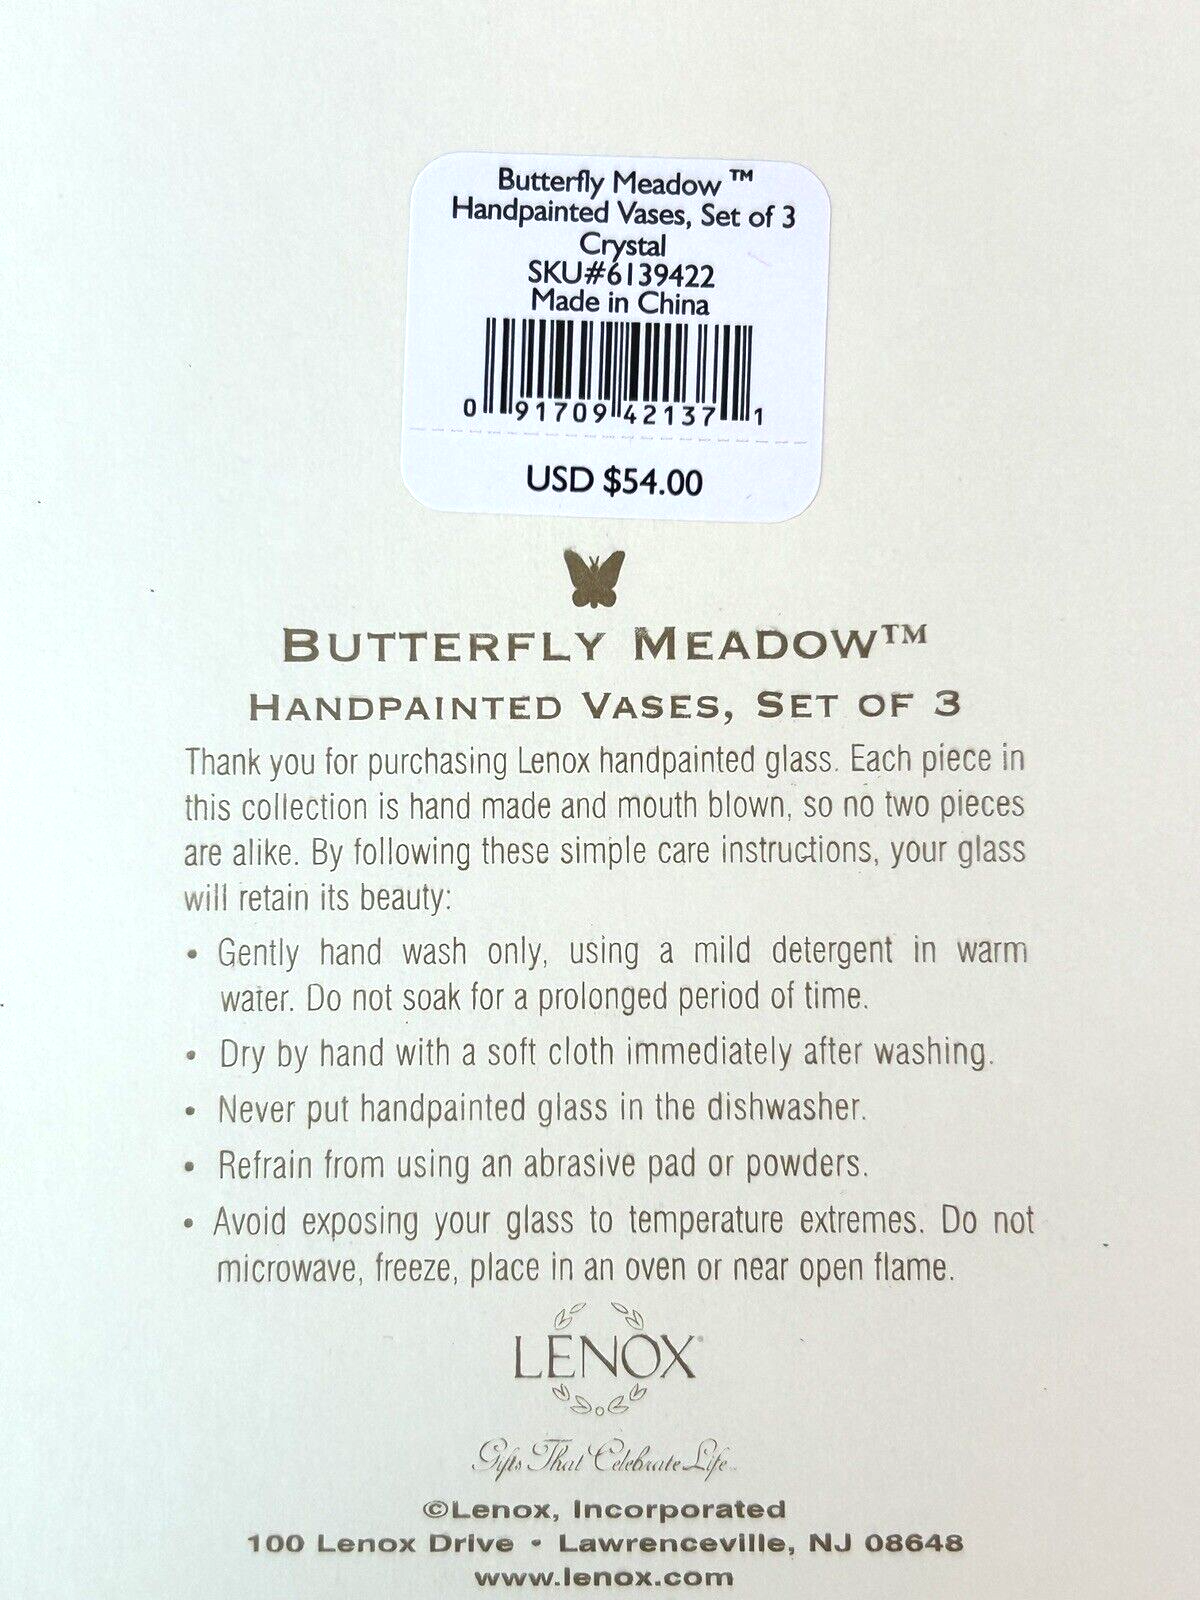 Butterfly Meadow ™
Handpainted Vases, Set of 3
Crystal
SKU#6139422
Made in China
0 91709 42137 1
USD $54.00
BUTTERFLY MEADOW™
HANDPAINTED VASES, SET OF 3
Thank you for purchasing Lenox handpainted glass. Each piece in
this collection is hand made and mouth blown, so no two pieces
are alike. By following these simple care instructions, your glass
will retain its beauty:
• Gently hand wash only, using a mild detergent in warm
water. Do not soak for a prolonged period of time.
• Dry by hand with a soft cloth immediately after washing.
• Never put handpainted glass in the dishwasher.
• Refrain from using an abrasive pad or powders.
• Avoid exposing your glass to temperature extremes. Do not
microwave, freeze, place in an oven or near open flame.
LENOX®
Gifts That Celebrate Life™
©Lenox, Incorporated
100 Lenox Drive • Lawrenceville, NJ 08648
www.lenox.com